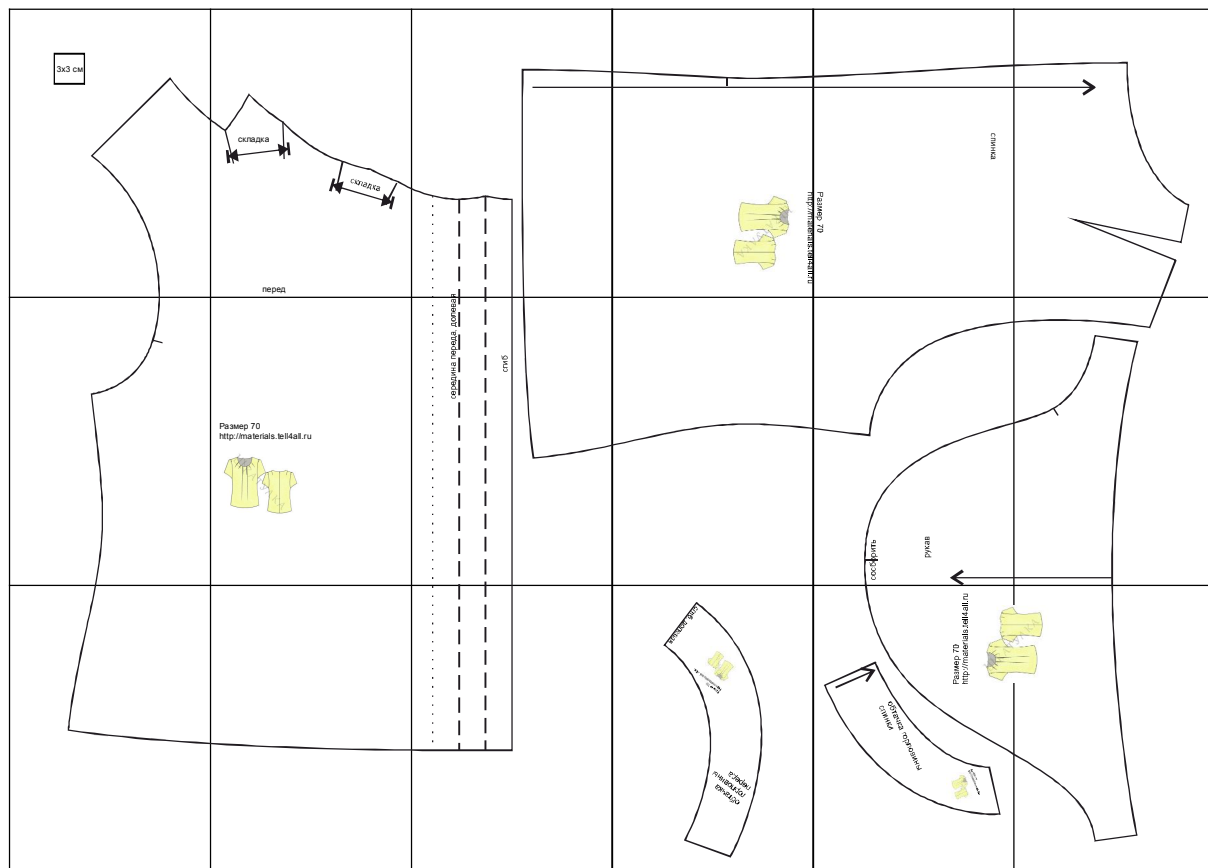 3x3 см
складка
складка
перед
середина переда, долевая
сгиб
Размер 70
http://materials.tell4all.ru
спинка
Размер 70
http://materials.tell4all.ru
рукав
сосборить
Размер 70
http://materials.tell4all.ru
обтачка
горловины
переда
обтачка горловины
спинки